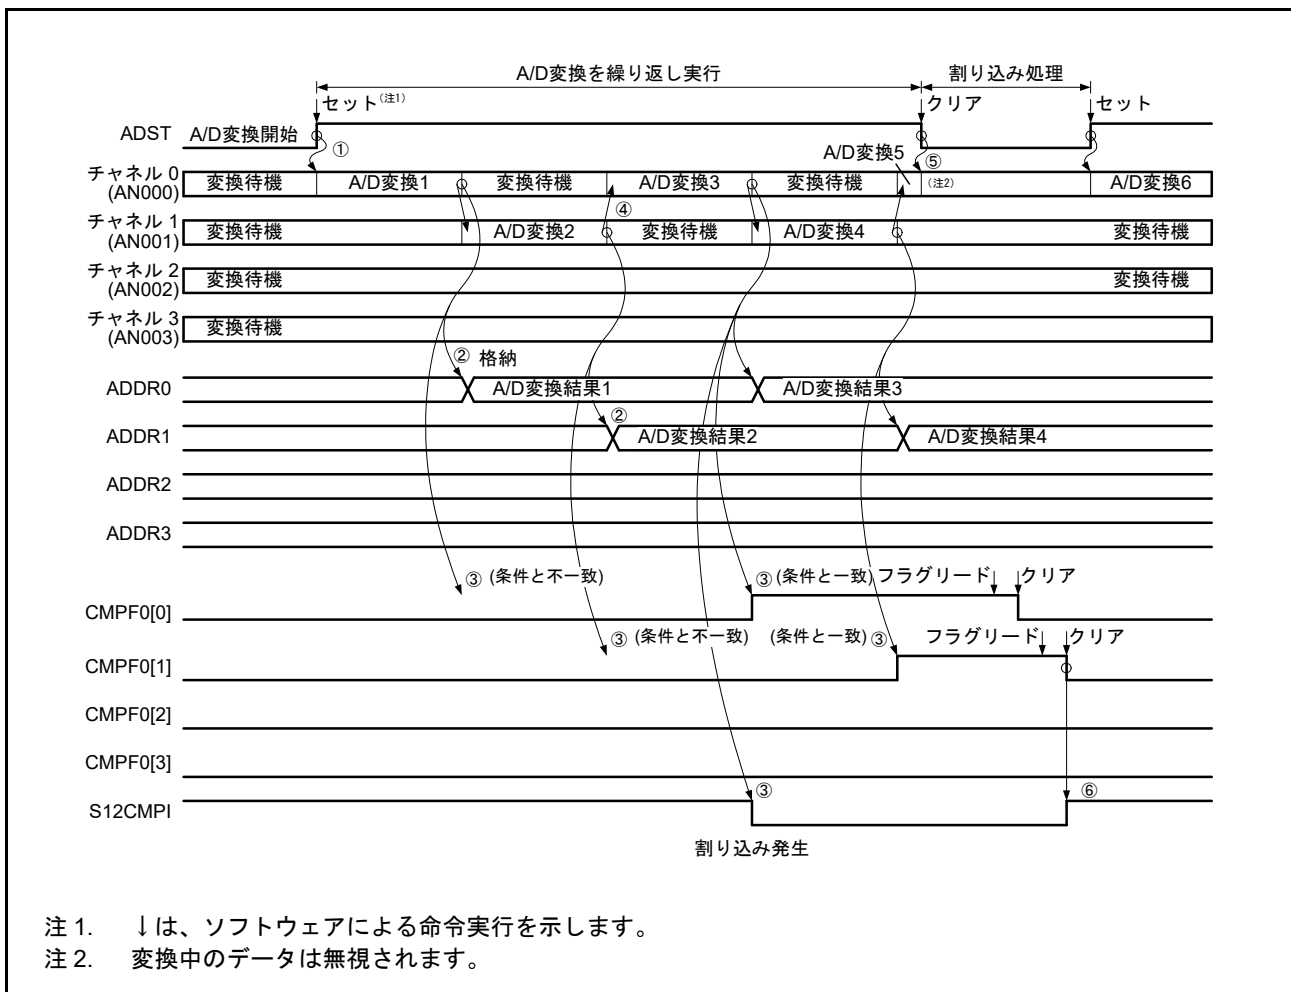 A/D変換を繰り返し実行 割り込み処理
セット(注1) クリア セット
ADST A/D変換開始
① A/D変換5 ⑤
チャネル 0
(AN000) 変換待機 A/D変換1 変換待機 A/D変換3 変換待機 (注2) A/D変換6
④
チャネル 1
(AN001) 変換待機 A/D変換2 変換待機 A/D変換4 変換待機
チャネル 2
(AN002) 変換待機 変換待機
チャネル 3
(AN003) 変換待機
② 格納
ADDR0 A/D変換結果1 A/D変換結果3
②
ADDR1 A/D変換結果2 A/D変換結果4
ADDR2
ADDR3
③ (条件と不一致) ③ (条件と一致) フラグリード クリア
CMPF0[0]
③ (条件と不一致) (条件と一致) ③ フラグリード クリア
CMPF0[1]
CMPF0[2]
CMPF0[3]
③ ⑥
S12CMPI
割り込み発生
注 1. ↓は、ソフトウェアによる命令実行を示します。
注 2. 変換中のデータは無視されます。